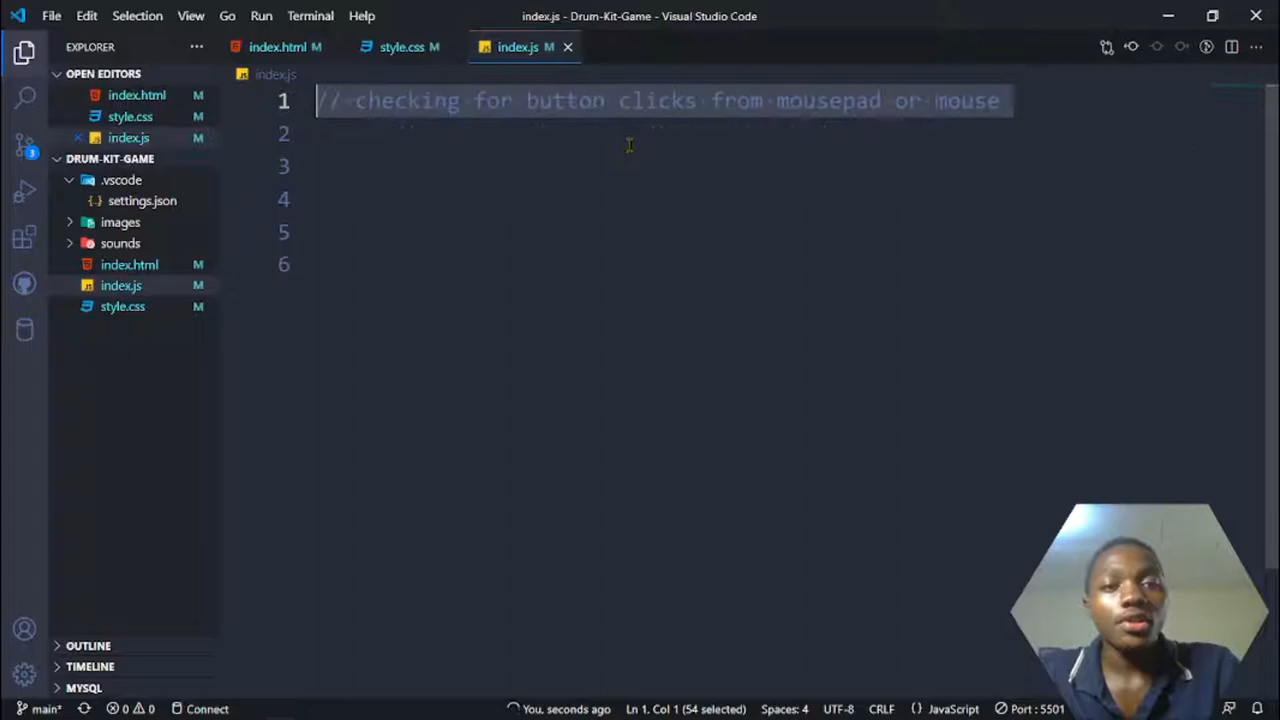 File Edit Selection View Go Run Terminal Help
index.js - Drum-Kit-Game - Visual Studio Code
EXPLORER
index.html M
style.css M
index.js M
OPEN EDITORS
index.html M
style.css M
index.js M
DRUM-KIT-GAME
.vscode
settings.json
images
sounds
index.html M
index.js M
style.css M
OUTLINE
TIMELINE
MYSQL
3
index.js
1 // checking for button clicks from mousepad or mouse
2
3
4
5
6
main* 0 0 Connect
You, seconds ago Ln 1, Col 1 (54 selected) Spaces: 4 UTF-8 CRLF JavaScript Port : 5501